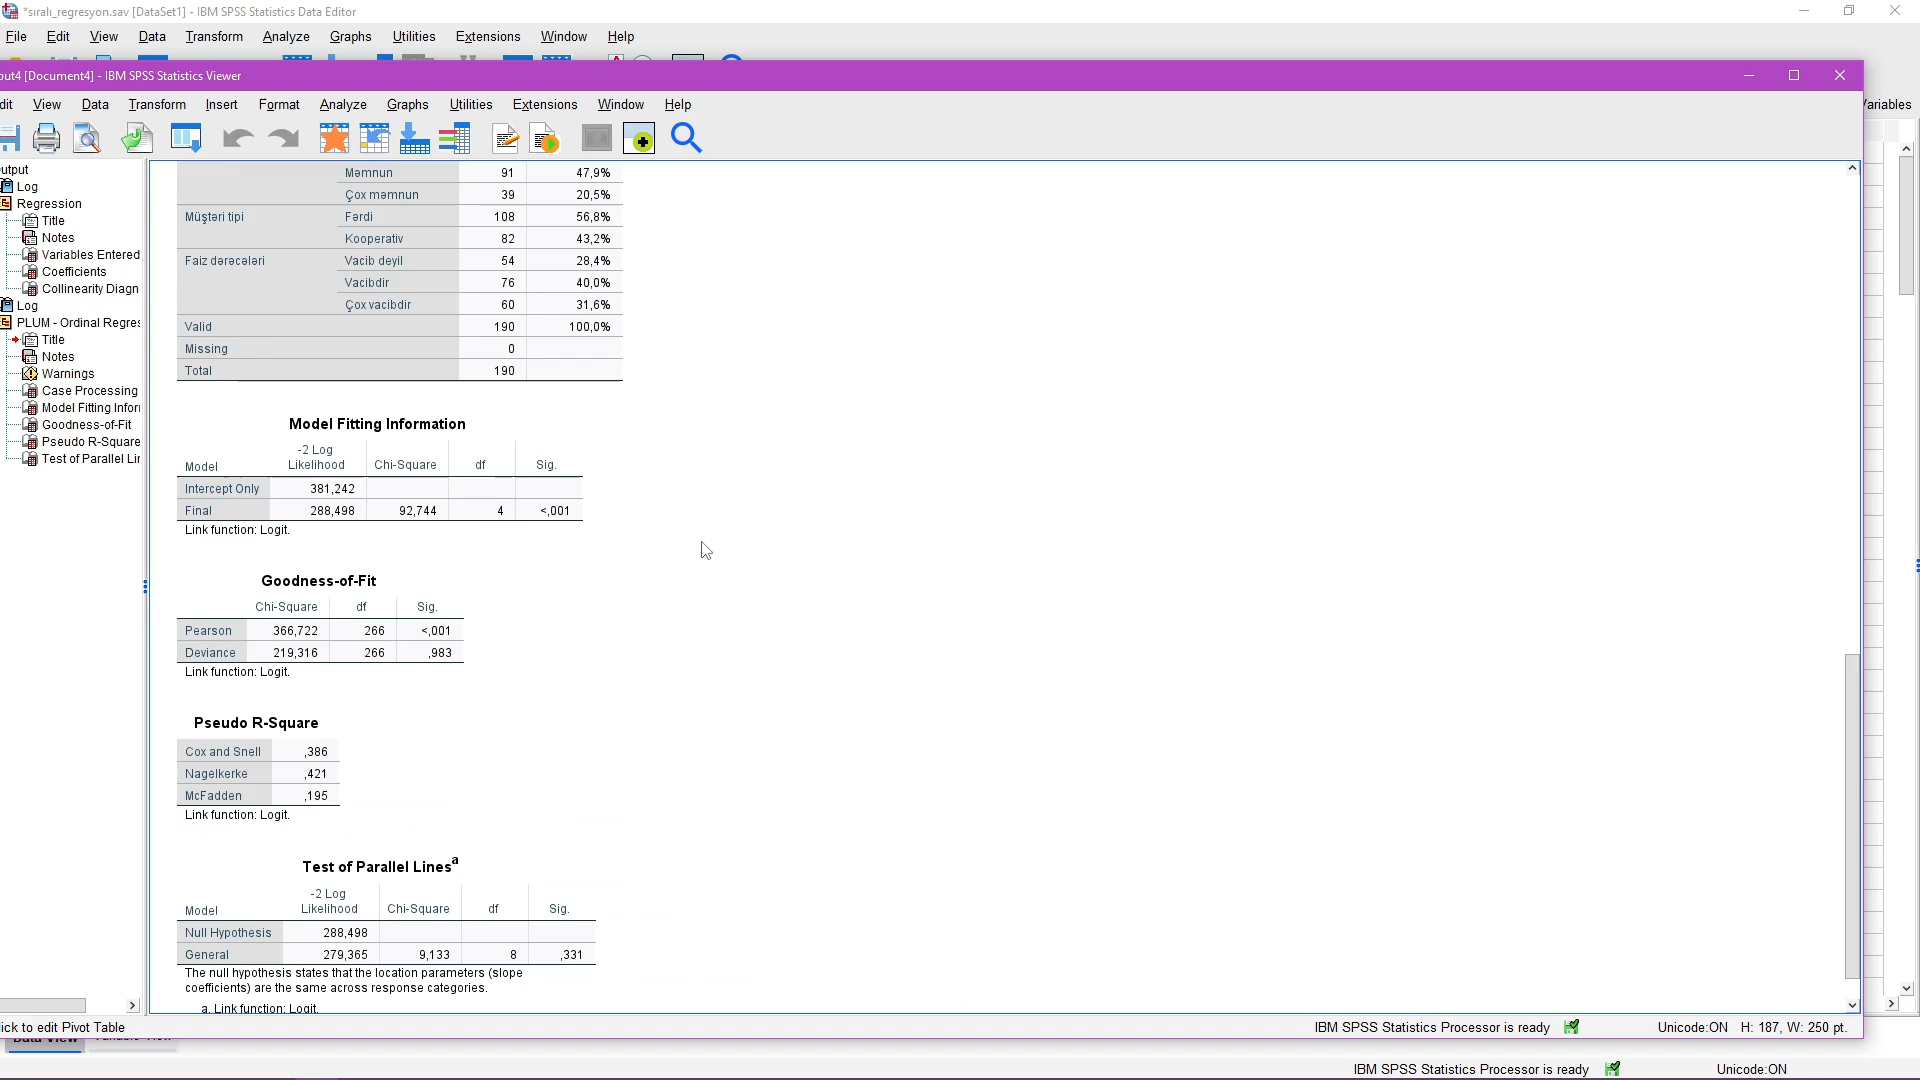 *sıralı_regresyon.sav [DataSet1] - IBM SPSS Statistics Data Editor
File Edit View Data Transform Analyze Graphs Utilities Extensions Window Help
out4 [Document4] - IBM SPSS Statistics Viewer
dit View Data Transform Insert Format Analyze Graphs Utilities Extensions Window Help
Variables
utput
Log
Regression
Title
Notes
Variables Entered
Coefficients
Collinearity Diagn
Log
PLUM - Ordinal Regres
Title
Notes
Warnings
Case Processing
Model Fitting Infor
Goodness-of-Fit
Pseudo R-Square
Test of Parallel Lin
Məmnun 91 47,9%
Çox məmnun 39 20,5%
Müştəri tipi Fərdi 108 56,8%
Kooperativ 82 43,2%
Faiz dərəcələri Vacib deyil 54 28,4%
Vacibdir 76 40,0%
Çox vacibdir 60 31,6%
Valid 190 100,0%
Missing 0
Total 190
Model Fitting Information
Model -2 Log Likelihood Chi-Square df Sig.
Intercept Only 381,242
Final 288,498 92,744 4 <,001
Link function: Logit.
Goodness-of-Fit
Chi-Square df Sig.
Pearson 366,722 266 <,001
Deviance 219,316 266 ,983
Link function: Logit.
Pseudo R-Square
Cox and Snell ,386
Nagelkerke ,421
McFadden ,195
Link function: Logit.
Test of Parallel Linesa
Model -2 Log Likelihood Chi-Square df Sig.
Null Hypothesis 288,498
General 279,365 9,133 8 ,331
The null hypothesis states that the location parameters (slope
coefficients) are the same across response categories.
a. Link function: Logit.
ick to edit Pivot Table
IBM SPSS Statistics Processor is ready Unicode:ON H: 187, W: 250 pt.
Data View Variable View
IBM SPSS Statistics Processor is ready Unicode:ON